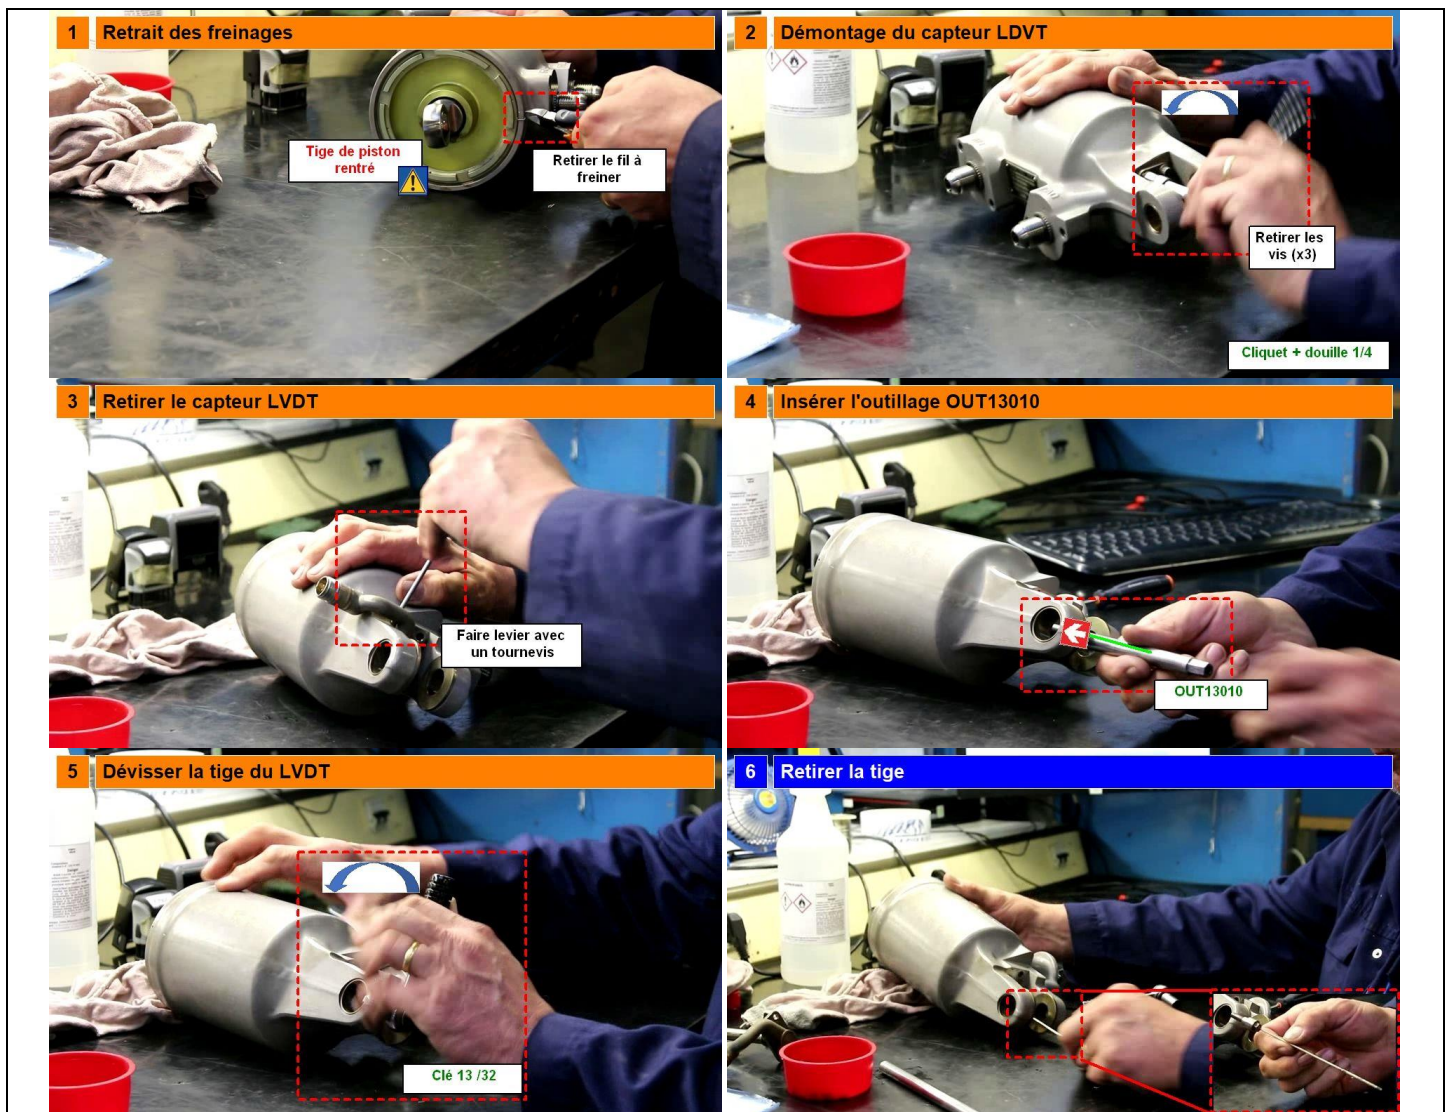 1 Retrait des freinages
Tige de piston
rentré
Retirer le fil à
freiner
2 Démontage du capteur LDVT
Retirer les
vis (x3)
Cliquet + douille 1/4
3 Retirer le capteur LVDT
Faire levier avec
un tournevis
4 Insérer l'outillage OUT13010
OUT13010
5 Dévisser la tige du LVDT
Clé 13 /32
6 Retirer la tige